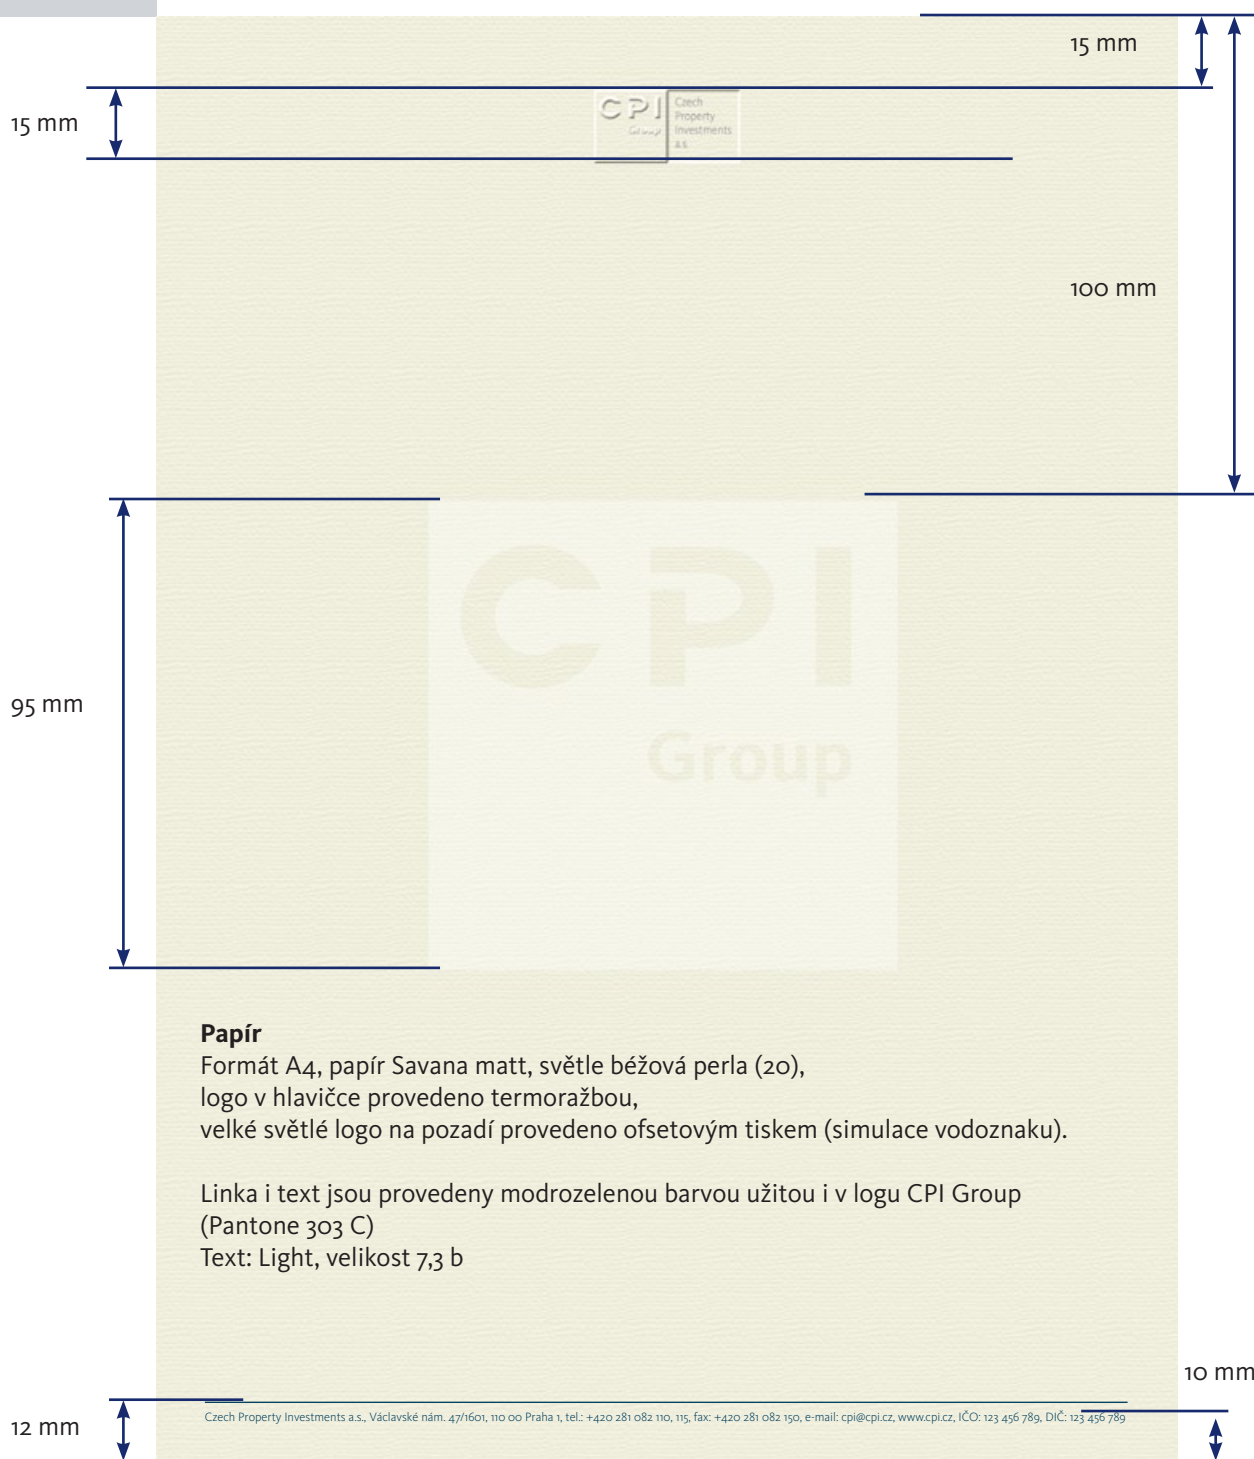 15 mm
15 mm
CPI
Group
Czech
Property
Investments
a.s.
100 mm
CPI
Group
95 mm
Papír
Formát A4, papír Savana matt, světle béžová perla (20),
logo v hlavičce provedeno termoražbou,
velké světlé logo na pozadí provedeno ofsetovým tiskem (simulace vodoznaku).
Linka i text jsou provedeny modrozelenou barvou užitou i v logu CPI Group
(Pantone 303 C)
Text: Light, velikost 7,3 b
10 mm
12 mm
Czech Property Investments a.s., Václavské nám. 47/1601, 110 00 Praha 1, tel.: +420 281 082 110, 115, fax: +420 281 082 150, e-mail: cpi@cpi.cz, www.cpi.cz, IČO: 123 456 789, DIČ: 123 456 789